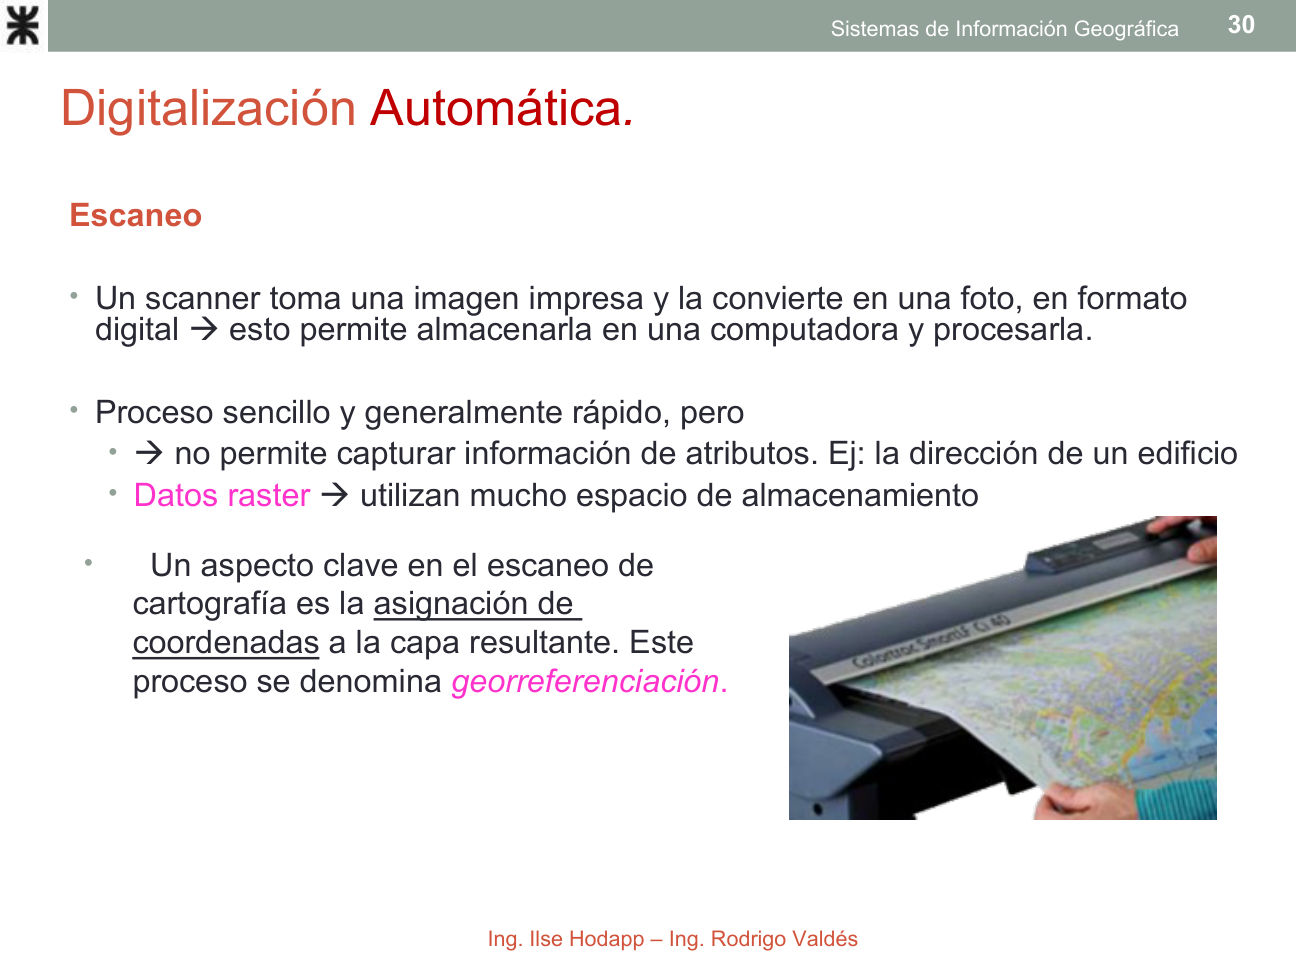 Sistemas de Información Geográfica 30
Digitalización Automática.
Escaneo
• Un scanner toma una imagen impresa y la convierte en una foto, en formato
digital → esto permite almacenarla en una computadora y procesarla.
• Proceso sencillo y generalmente rápido, pero
• → no permite capturar información de atributos. Ej: la dirección de un edificio
• Datos raster → utilizan mucho espacio de almacenamiento
• Un aspecto clave en el escaneo de
cartografía es la asignación de
coordenadas a la capa resultante. Este
proceso se denomina georreferenciación.
Colortrac SmartLF Ci 40
Ing. Ilse Hodapp – Ing. Rodrigo Valdés